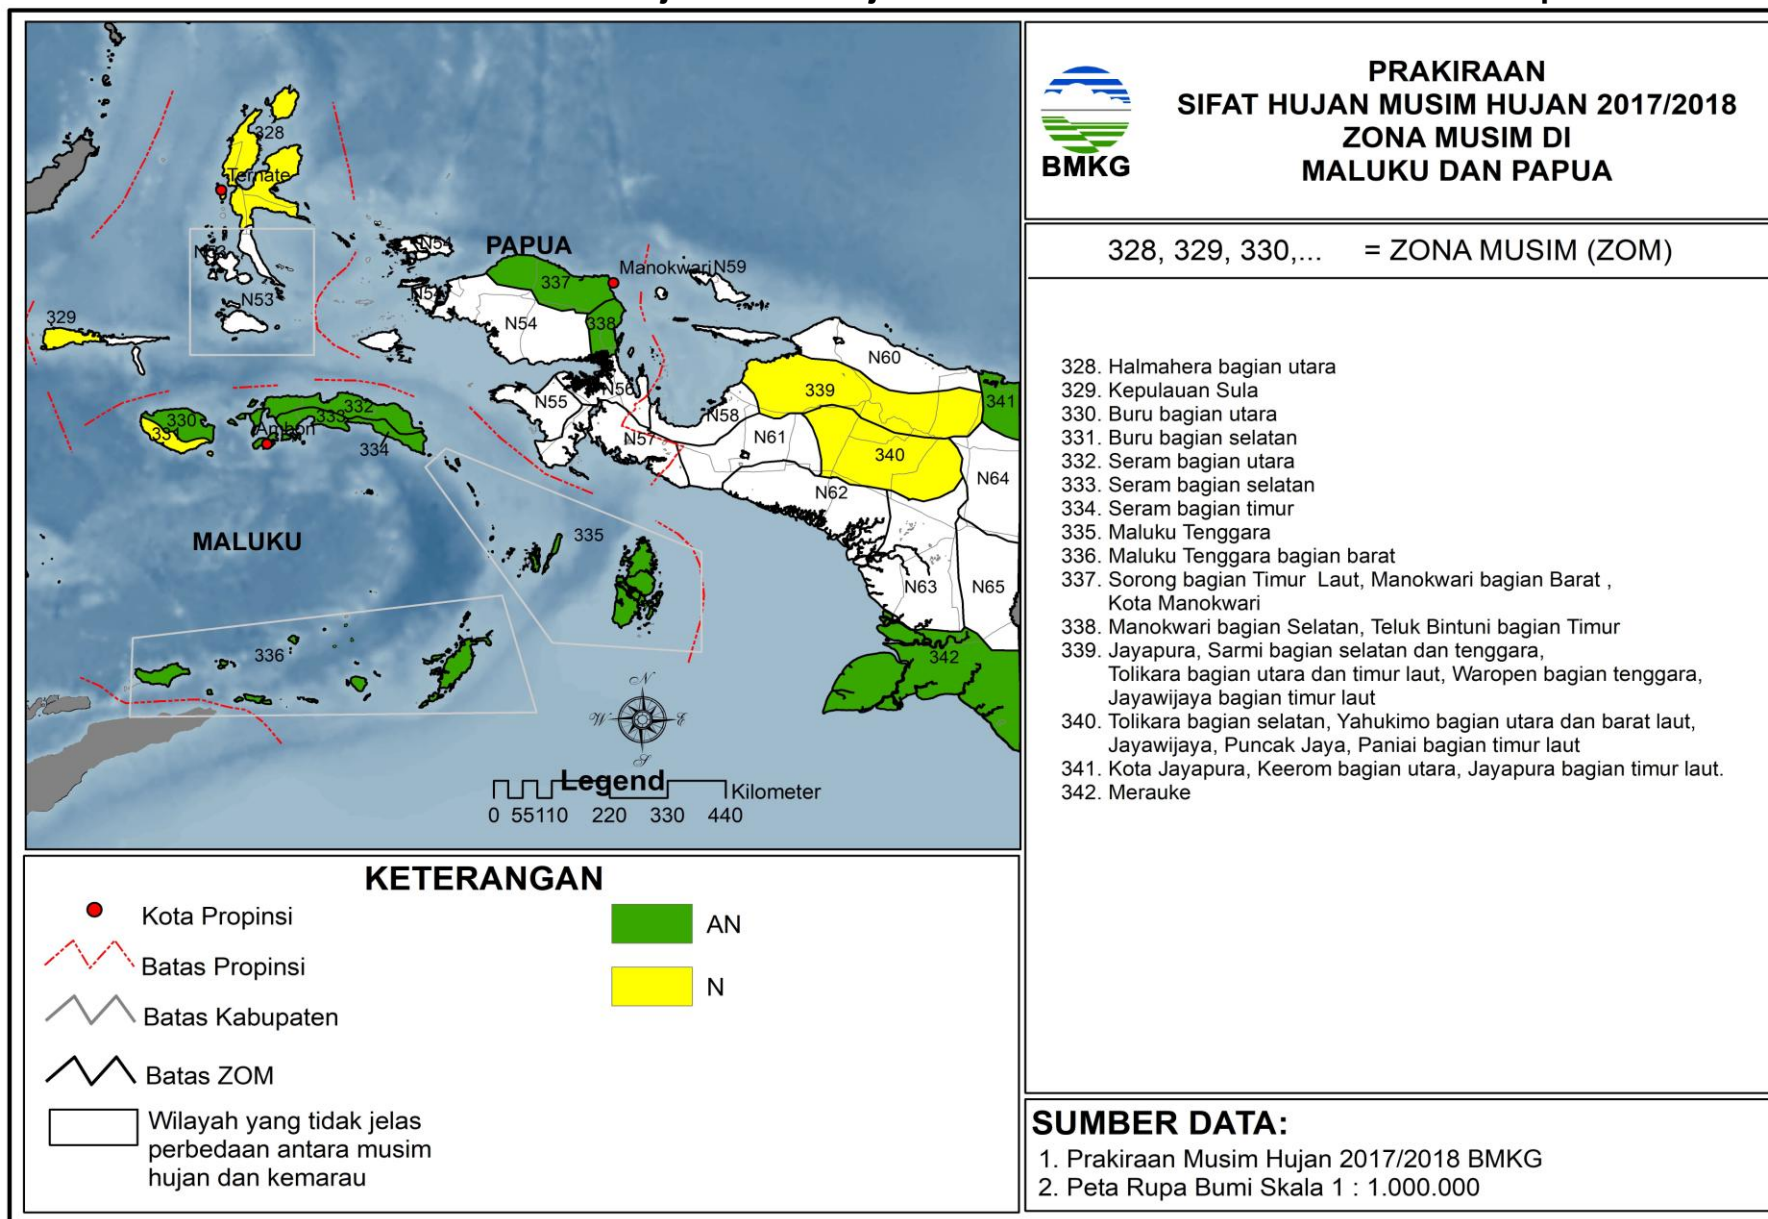 PRAKIRAAN
SIFAT HUJAN MUSIM HUJAN 2017/2018
ZONA MUSIM DI
MALUKU DAN PAPUA
BMKG
328, 329, 330,... = ZONA MUSIM (ZOM)
328. Halmahera bagian utara
329. Kepulauan Sula
330. Buru bagian utara
331. Buru bagian selatan
332. Seram bagian utara
333. Seram bagian selatan
334. Seram bagian timur
335. Maluku Tenggara
336. Maluku Tenggara bagian barat
337. Sorong bagian Timur Laut, Manokwari bagian Barat ,
Kota Manokwari
338. Manokwari bagian Selatan, Teluk Bintuni bagian Timur
339. Jayapura, Sarmi bagian selatan dan tenggara,
Tolikara bagian utara dan timur laut, Waropen bagian tenggara,
Jayawijaya bagian timur laut
340. Tolikara bagian selatan, Yahukimo bagian utara dan barat laut,
Jayawijaya, Puncak Jaya, Paniai bagian timur laut
341. Kota Jayapura, Keerom bagian utara, Jayapura bagian timur laut.
342. Merauke
SUMBER DATA:
1. Prakiraan Musim Hujan 2017/2018 BMKG
2. Peta Rupa Bumi Skala 1 : 1.000.000
328
Ternate
N53
N53
329
N54
PAPUA
337
Manokwari
N59
N54
N54
338
N60
339
341
N55
N56
N58
N57
N61
340
N64
N62
330
331
332
333
Ambon
334
MALUKU
335
N63
N65
336
342
N
W
E
S
Legend
Kilometer
0 55110 220 330 440
KETERANGAN
Kota Propinsi
Batas Propinsi
Batas Kabupaten
Batas ZOM
Wilayah yang tidak jelas
perbedaan antara musim
hujan dan kemarau
AN
N